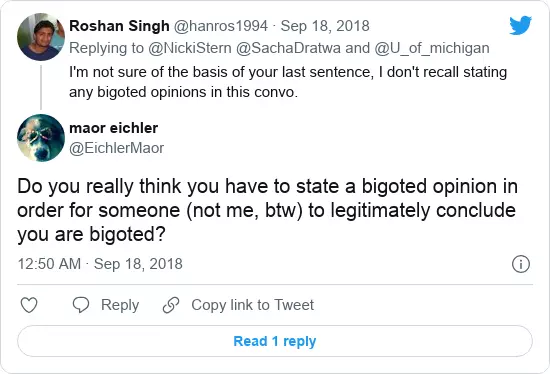 Roshan Singh @hanros1994 · Sep 18, 2018
Replying to @NickiStern @SachaDratwa and @U_of_michigan
I'm not sure of the basis of your last sentence, I don't recall stating
any bigoted opinions in this convo.
maor eichler
@EichlerMaor
Do you really think you have to state a bigoted opinion in
order for someone (not me, btw) to legitimately conclude
you are bigoted?
12:50 AM · Sep 18, 2018
Reply Copy link to Tweet
Read 1 reply